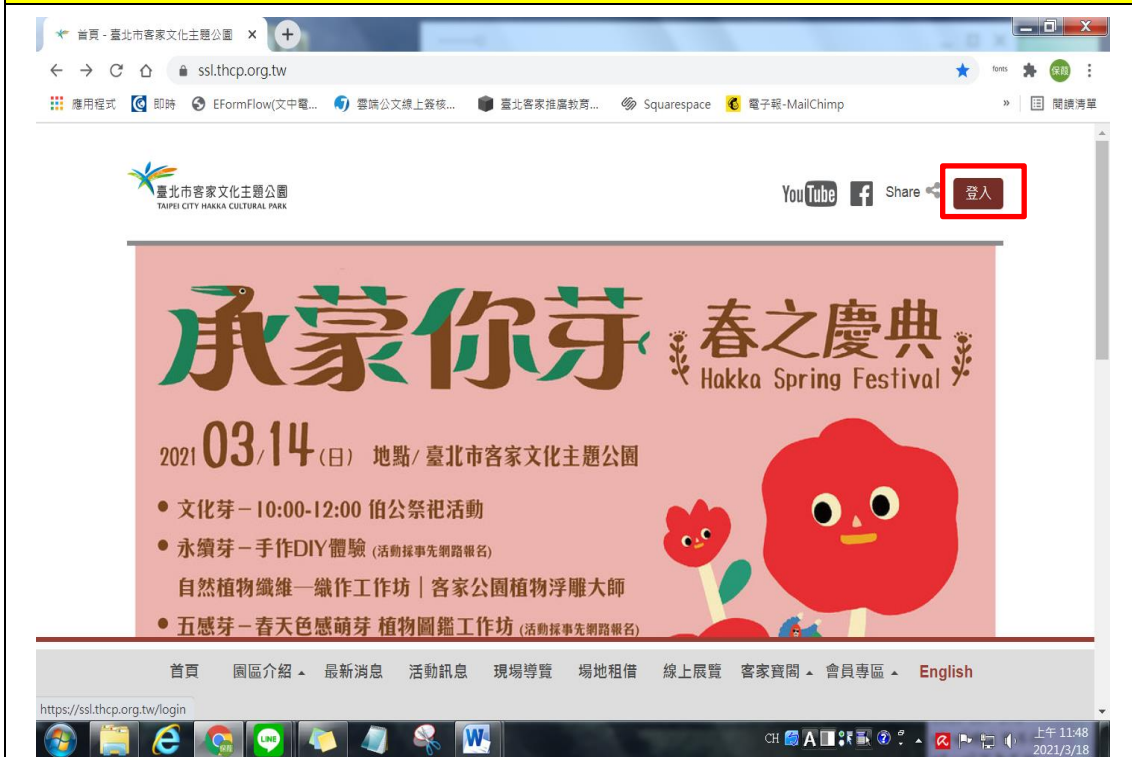 首頁 - 臺北市客家文化主題公園
ssl.thcp.org.tw
fonts
保龄
應用程式 即時 EFormFlow(文中電... 雲端公文線上簽核... 臺北客家推廣教育... Squarespace 電子報-MailChimp » 閱讀清單
臺北市客家文化主題公園
TAIPEI CITY HAKKA CULTURAL PARK
YouTube f Share 登入
承蒙你芽 春之慶典
Hakka Spring Festival
2021 03/14 (日) 地點/ 臺北市客家文化主題公園
● 文化芽－10:00-12:00 伯公祭祀活動
● 永續芽－手作DIY體驗 (活動採事先網路報名)
自然植物纖維—織作工作坊｜客家公園植物浮雕大師
● 五感芽－春天色感萌芽 植物圖鑑工作坊 (活動採事先網路報名)
首頁 園區介紹 最新消息 活動訊息 現場導覽 場地租借 線上展覽 客家寶閣 會員專區 English
https://ssl.thcp.org.tw/login
LINE
CH A 上午 11:48
2021/3/18